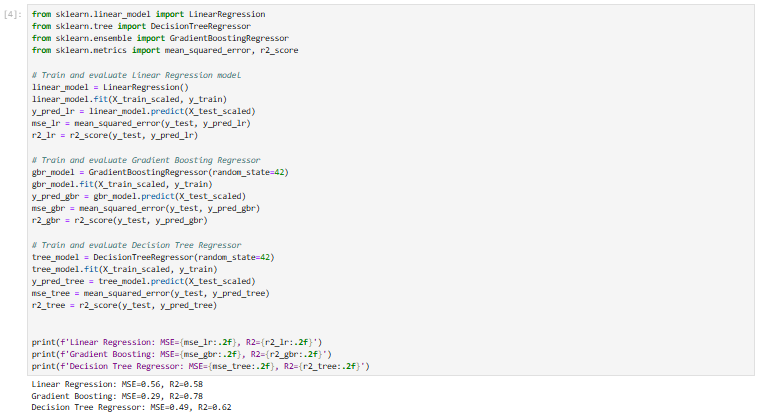 [4]:
from sklearn.linear_model import LinearRegression
from sklearn.tree import DecisionTreeRegressor
from sklearn.ensemble import GradientBoostingRegressor
from sklearn.metrics import mean_squared_error, r2_score
# Train and evaluate Linear Regression model
linear_model = LinearRegression()
linear_model.fit(X_train_scaled, y_train)
y_pred_lr = linear_model.predict(X_test_scaled)
mse_lr = mean_squared_error(y_test, y_pred_lr)
r2_lr = r2_score(y_test, y_pred_lr)
# Train and evaluate Gradient Boosting Regressor
gbr_model = GradientBoostingRegressor(random_state=42)
gbr_model.fit(X_train_scaled, y_train)
y_pred_gbr = gbr_model.predict(X_test_scaled)
mse_gbr = mean_squared_error(y_test, y_pred_gbr)
r2_gbr = r2_score(y_test, y_pred_gbr)
# Train and evaluate Decision Tree Regressor
tree_model = DecisionTreeRegressor(random_state=42)
tree_model.fit(X_train_scaled, y_train)
y_pred_tree = tree_model.predict(X_test_scaled)
mse_tree = mean_squared_error(y_test, y_pred_tree)
r2_tree = r2_score(y_test, y_pred_tree)
print(f'Linear Regression: MSE={mse_lr:.2f}, R2={r2_lr:.2f}')
print(f'Gradient Boosting: MSE={mse_gbr:.2f}, R2={r2_gbr:.2f}')
print(f'Decision Tree Regressor: MSE={mse_tree:.2f}, R2={r2_tree:.2f}')
Linear Regression: MSE=0.56, R2=0.58
Gradient Boosting: MSE=0.29, R2=0.78
Decision Tree Regressor: MSE=0.49, R2=0.62